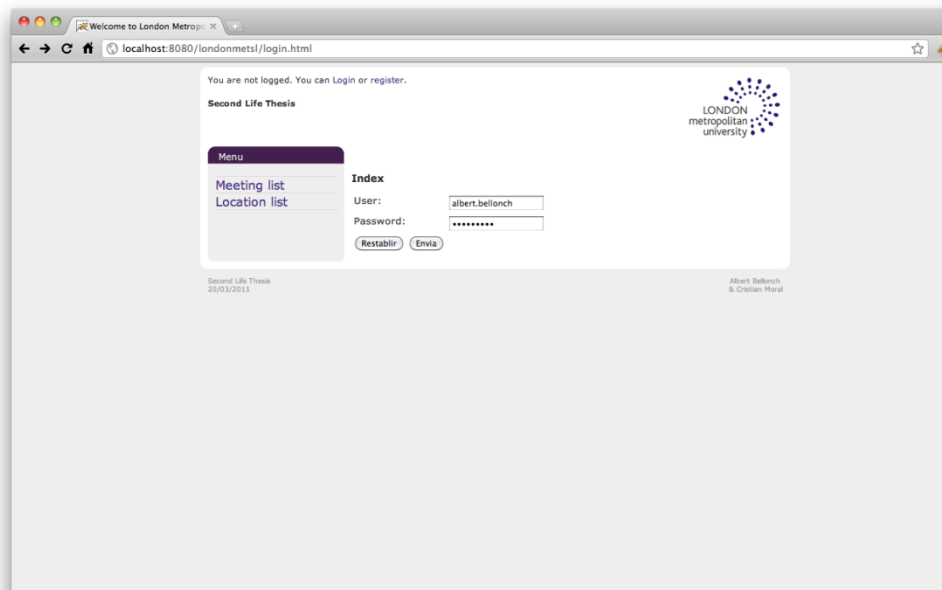 Welcome to London Metropo
localhost:8080/londonmetsl/login.html
You are not logged. You can Login or register.
Second Life Thesis
LONDON
metropolitan
university
Menu
Meeting list
Location list
Index
User:
albert.bellonch
Password:
•••••••••
Restablir
Envia
Second Life Thesis
20/03/2011
Albert Bellonch
& Cristian Moral